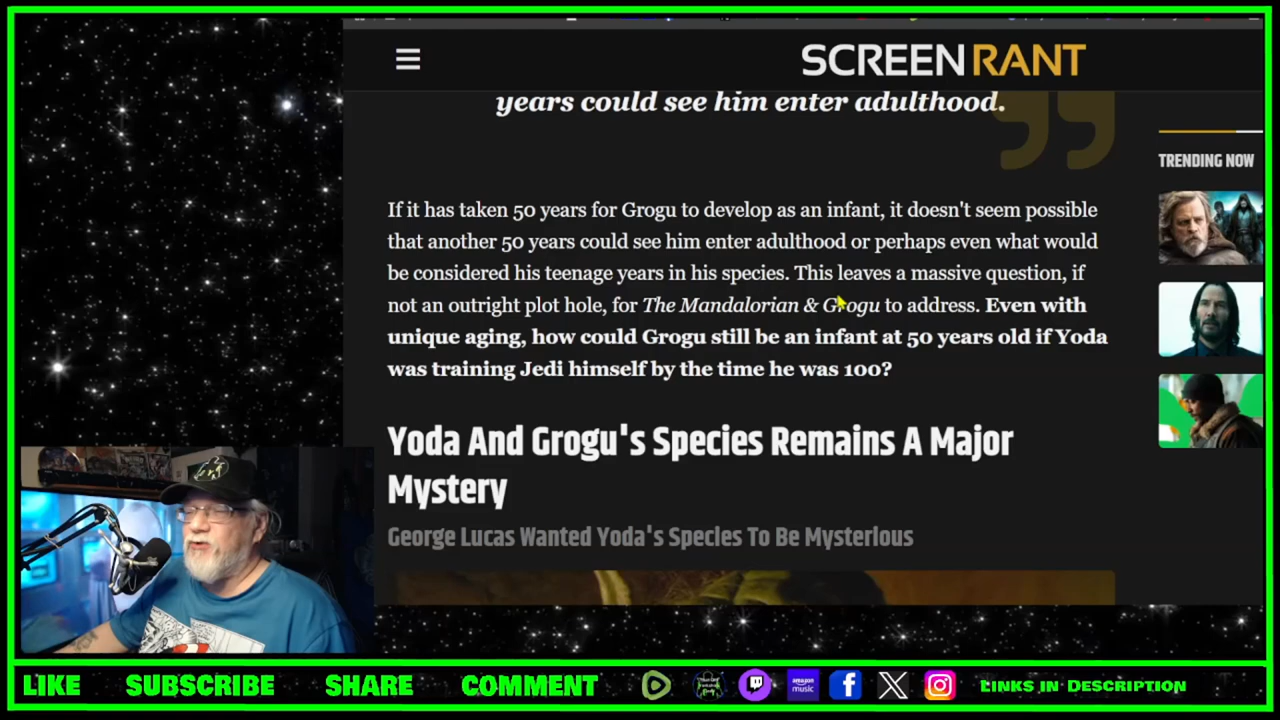 SCREENRANT
years could see him enter adulthood.
TRENDING NOW
If it has taken 50 years for Grogu to develop as an infant, it doesn't seem possible
that another 50 years could see him enter adulthood or perhaps even what would
be considered his teenage years in his species. This leaves a massive question, if
not an outright plot hole, for The Mandalorian & Grogu to address. Even with
unique aging, how could Grogu still be an infant at 50 years old if Yoda
was training Jedi himself by the time he was 100?
Yoda And Grogu's Species Remains A Major
Mystery
George Lucas Wanted Yoda's Species To Be Mysterious
LIKE SUBSCRIBE SHARE COMMENT amazon music LINKS IN DESCRIPTION